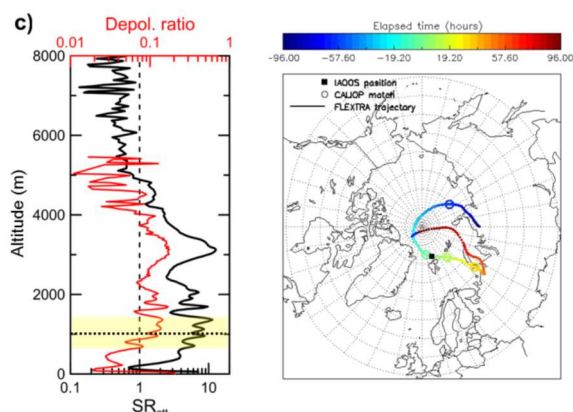 c)
Depol. ratio
0.01 0.1 1
8000
6000
4000
2000
0
Altitude (m)
0.1 1 10
Elapsed time (hours)
-96.00 -57.60 -19.20 19.20 57.60 96.00
IAOOS position
CALIOP match
FLEXTRA trajectory